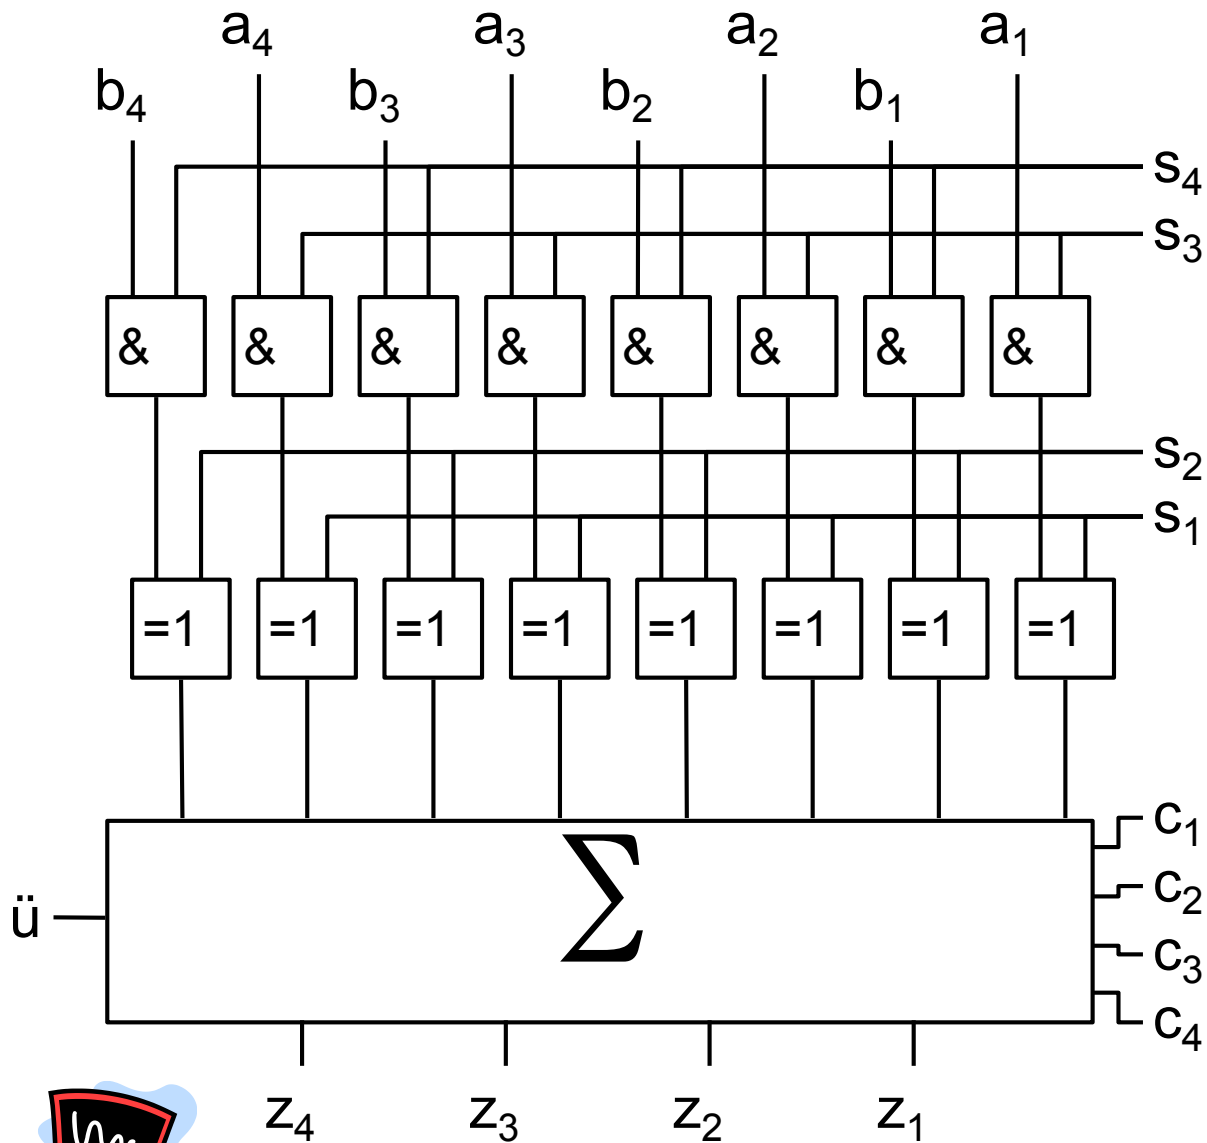 a₄ a₃ a₂ a₁
b₄ b₃ b₂ b₁
s₄
s₃
& & & & & & & &
s₂
s₁
=1 =1 =1 =1 =1 =1 =1 =1
c₁
∑
c₂
ü
c₃
c₄
z₄ z₃ z₂ z₁